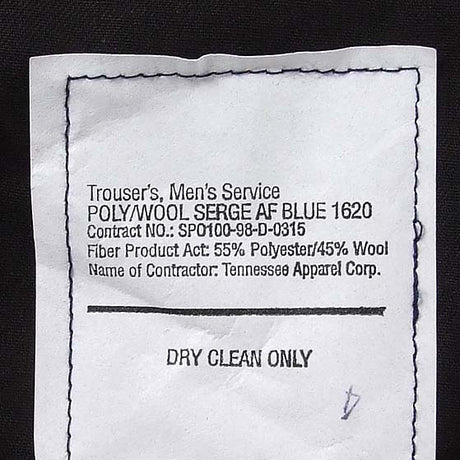 Trouser's, Men's Service
POLY/WOOL SERGE AF BLUE 1620
Contract NO.: SPO100-98-D-0315
Fiber Product Act: 55% Polyester/45% Wool
Name of Contractor: Tennessee Apparel Corp.
DRY CLEAN ONLY
4